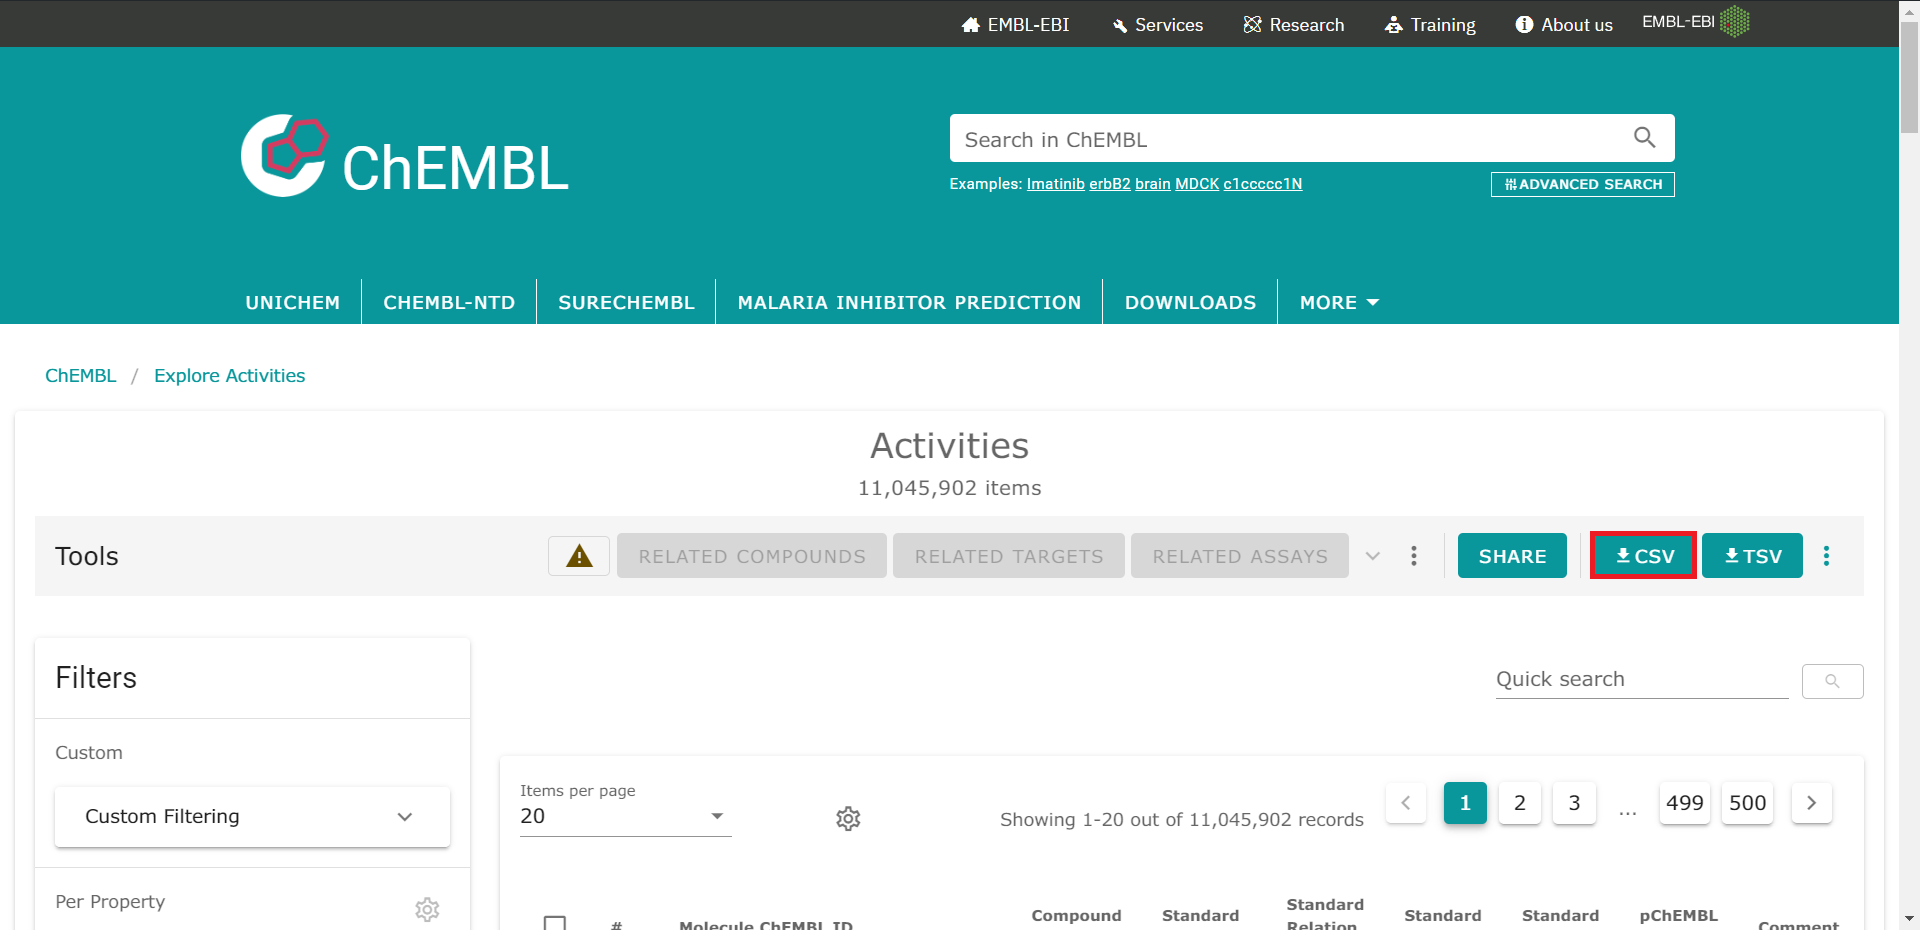 EMBL-EBI Services Research Training About us EMBL-EBI
ChEMBL
Search in ChEMBL
Examples: Imatinib erbB2 brain MDCK c1ccccc1N
ADVANCED SEARCH
UNICHEM CHEMBL-NTD SURECHEMBL MALARIA INHIBITOR PREDICTION DOWNLOADS MORE
ChEMBL / Explore Activities
Activities
11,045,902 items
Tools RELATED COMPOUNDS RELATED TARGETS RELATED ASSAYS SHARE CSV TSV
Filters
Quick search
Custom
Custom Filtering
Per Property
Items per page
20
Showing 1-20 out of 11,045,902 records
1 2 3 ... 499 500
# Molecule ChEMBL ID Compound Standard Standard Relation Standard Standard pChEMBL Comment